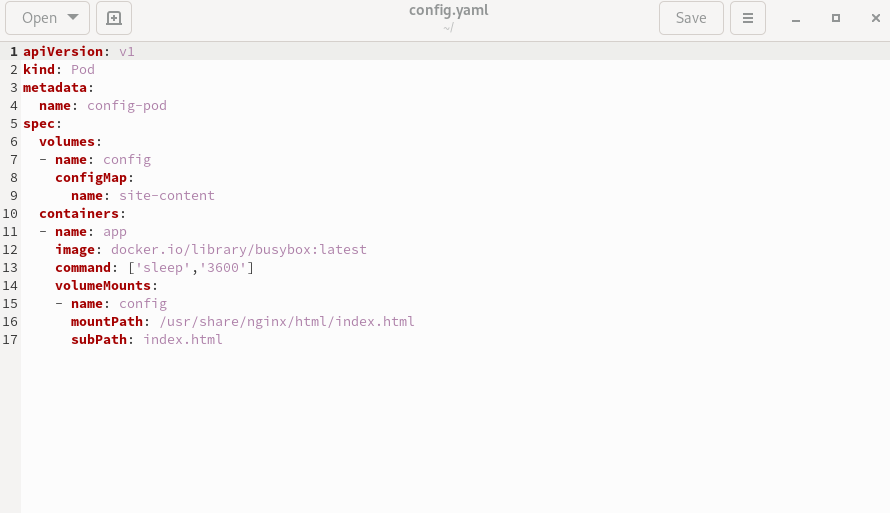 Open
config.yaml
~/
Save
1 apiVersion: v1
2 kind: Pod
3 metadata:
4   name: config-pod
5 spec:
6   volumes:
7   - name: config
8     configMap:
9       name: site-content
10   containers:
11   - name: app
12     image: docker.io/library/busybox:latest
13     command: ['sleep','3600']
14     volumeMounts:
15     - name: config
16       mountPath: /usr/share/nginx/html/index.html
17       subPath: index.html